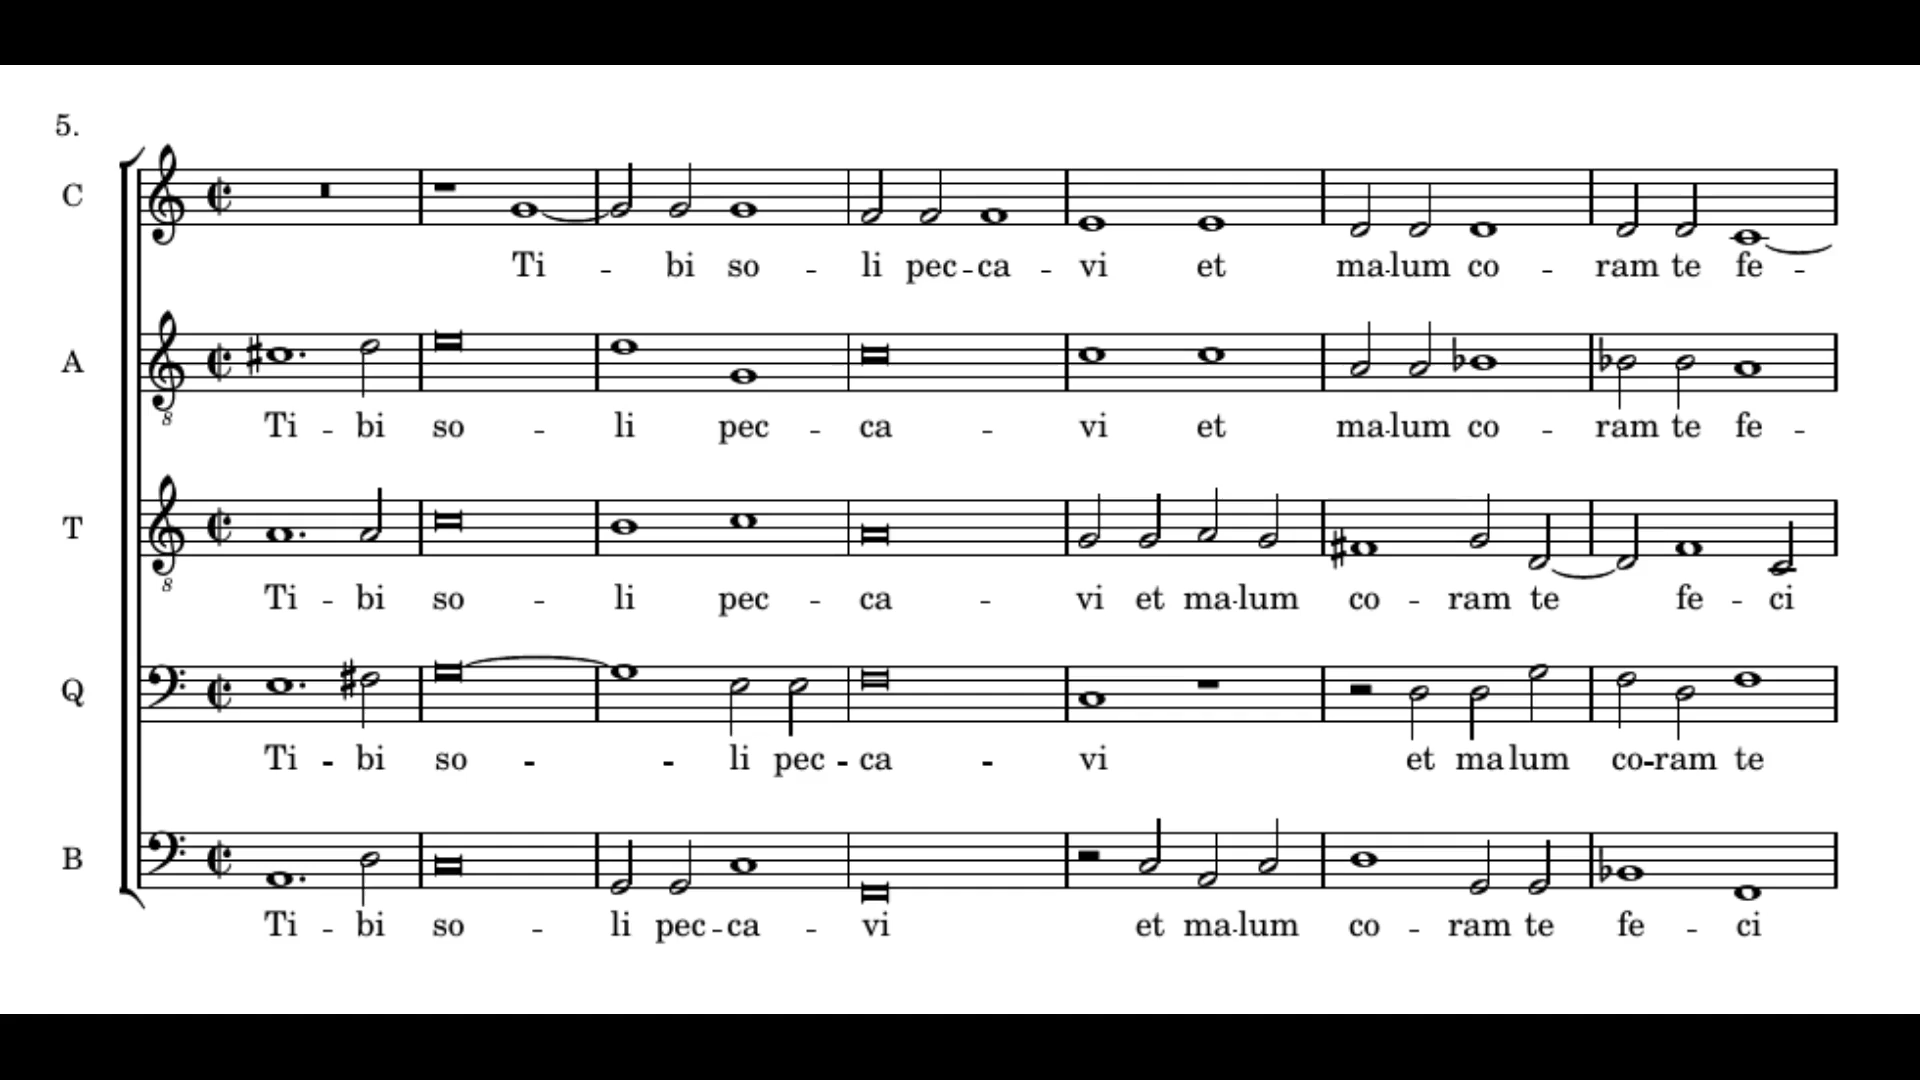 5.
C
Ti - bi so - li pec - ca - vi et ma-lum co - ram te fe -
A
8
Ti - bi so - li pec - ca - vi et ma-lum co - ram te fe -
T
8
Ti - bi so - li pec - ca - vi et ma-lum co - ram te fe - ci
Q
Ti - bi so - - li pec - ca - vi et malum co-ram te
B
Ti - bi so - li pec - ca - vi et ma-lum co - ram te fe - ci